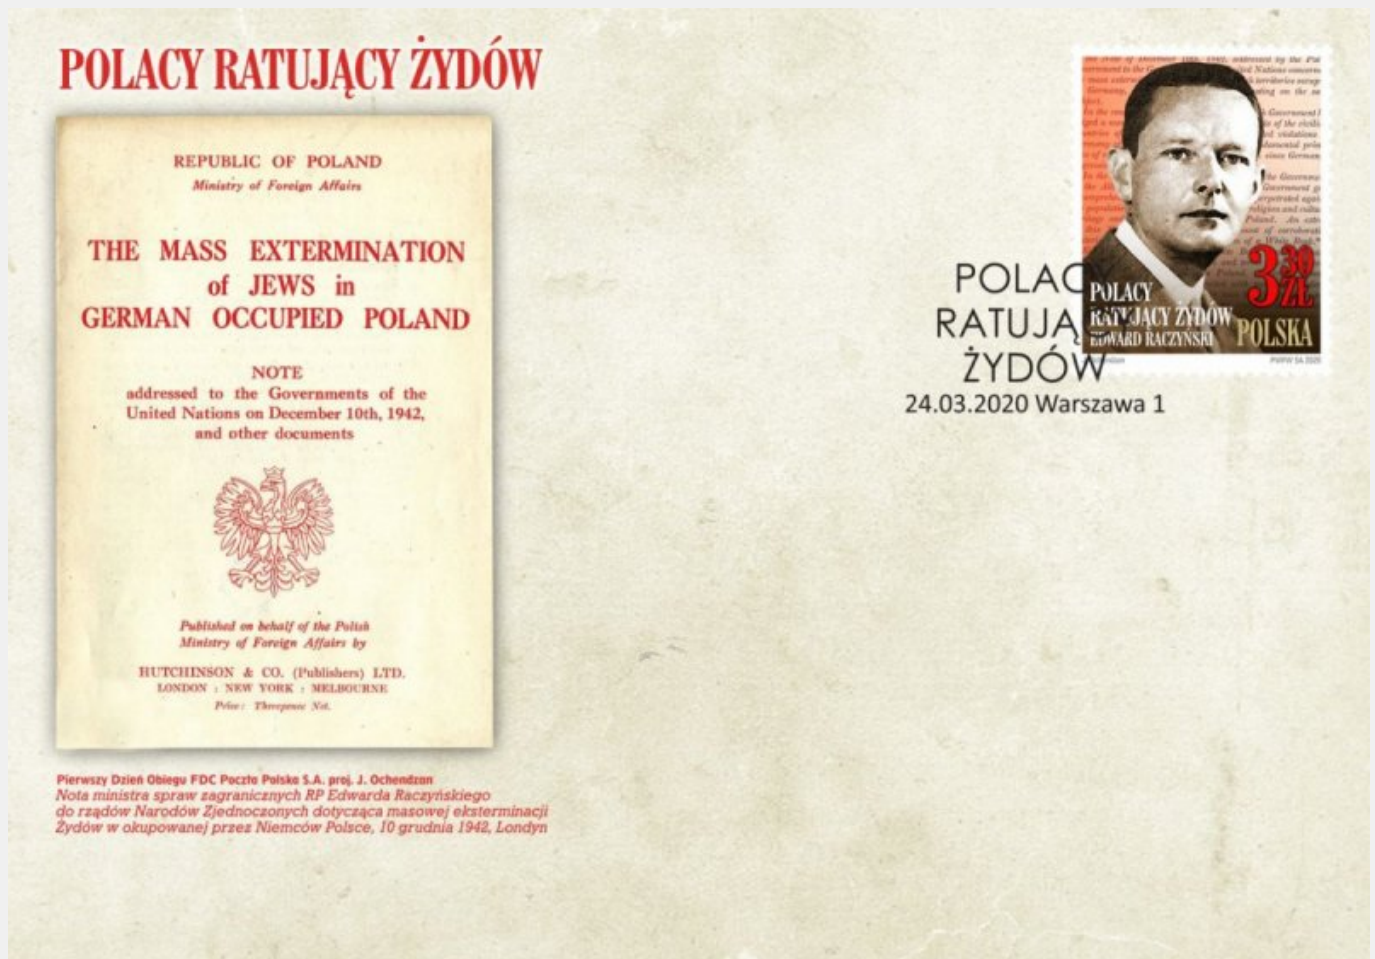 POLACY RATUJĄCY ŻYDÓW
REPUBLIC OF POLAND
Ministry of Foreign Affairs
THE MASS EXTERMINATION
of JEWS in
GERMAN OCCUPIED POLAND
NOTE
addressed to the Governments of the
United Nations on December 10th, 1942,
and other documents
Published on behalf of the Polish
Ministry of Foreign Affairs by
HUTCHINSON & CO. (Publishers) LTD.
LONDON : NEW YORK : MELBOURNE
Price: Threepence Net.
Pierwszy Dzień Obiegu FDC Poczta Polska S.A. proj. J. Ochendzan
Nota ministra spraw zagranicznych RP Edwarda Raczyńskiego
do rządów Narodów Zjednoczonych dotycząca masowej eksterminacji
Żydów w okupowanej przez Niemców Polsce, 10 grudnia 1942, Londyn
POLACY
RATUJĄC
ŻYDÓW
24.03.2020 Warszawa 1
3 30 ZŁ
POLACY
RATUJĄCY ŻYDÓW
EDWARD RACZYŃSKI
POLSKA
PWPW SA 2020